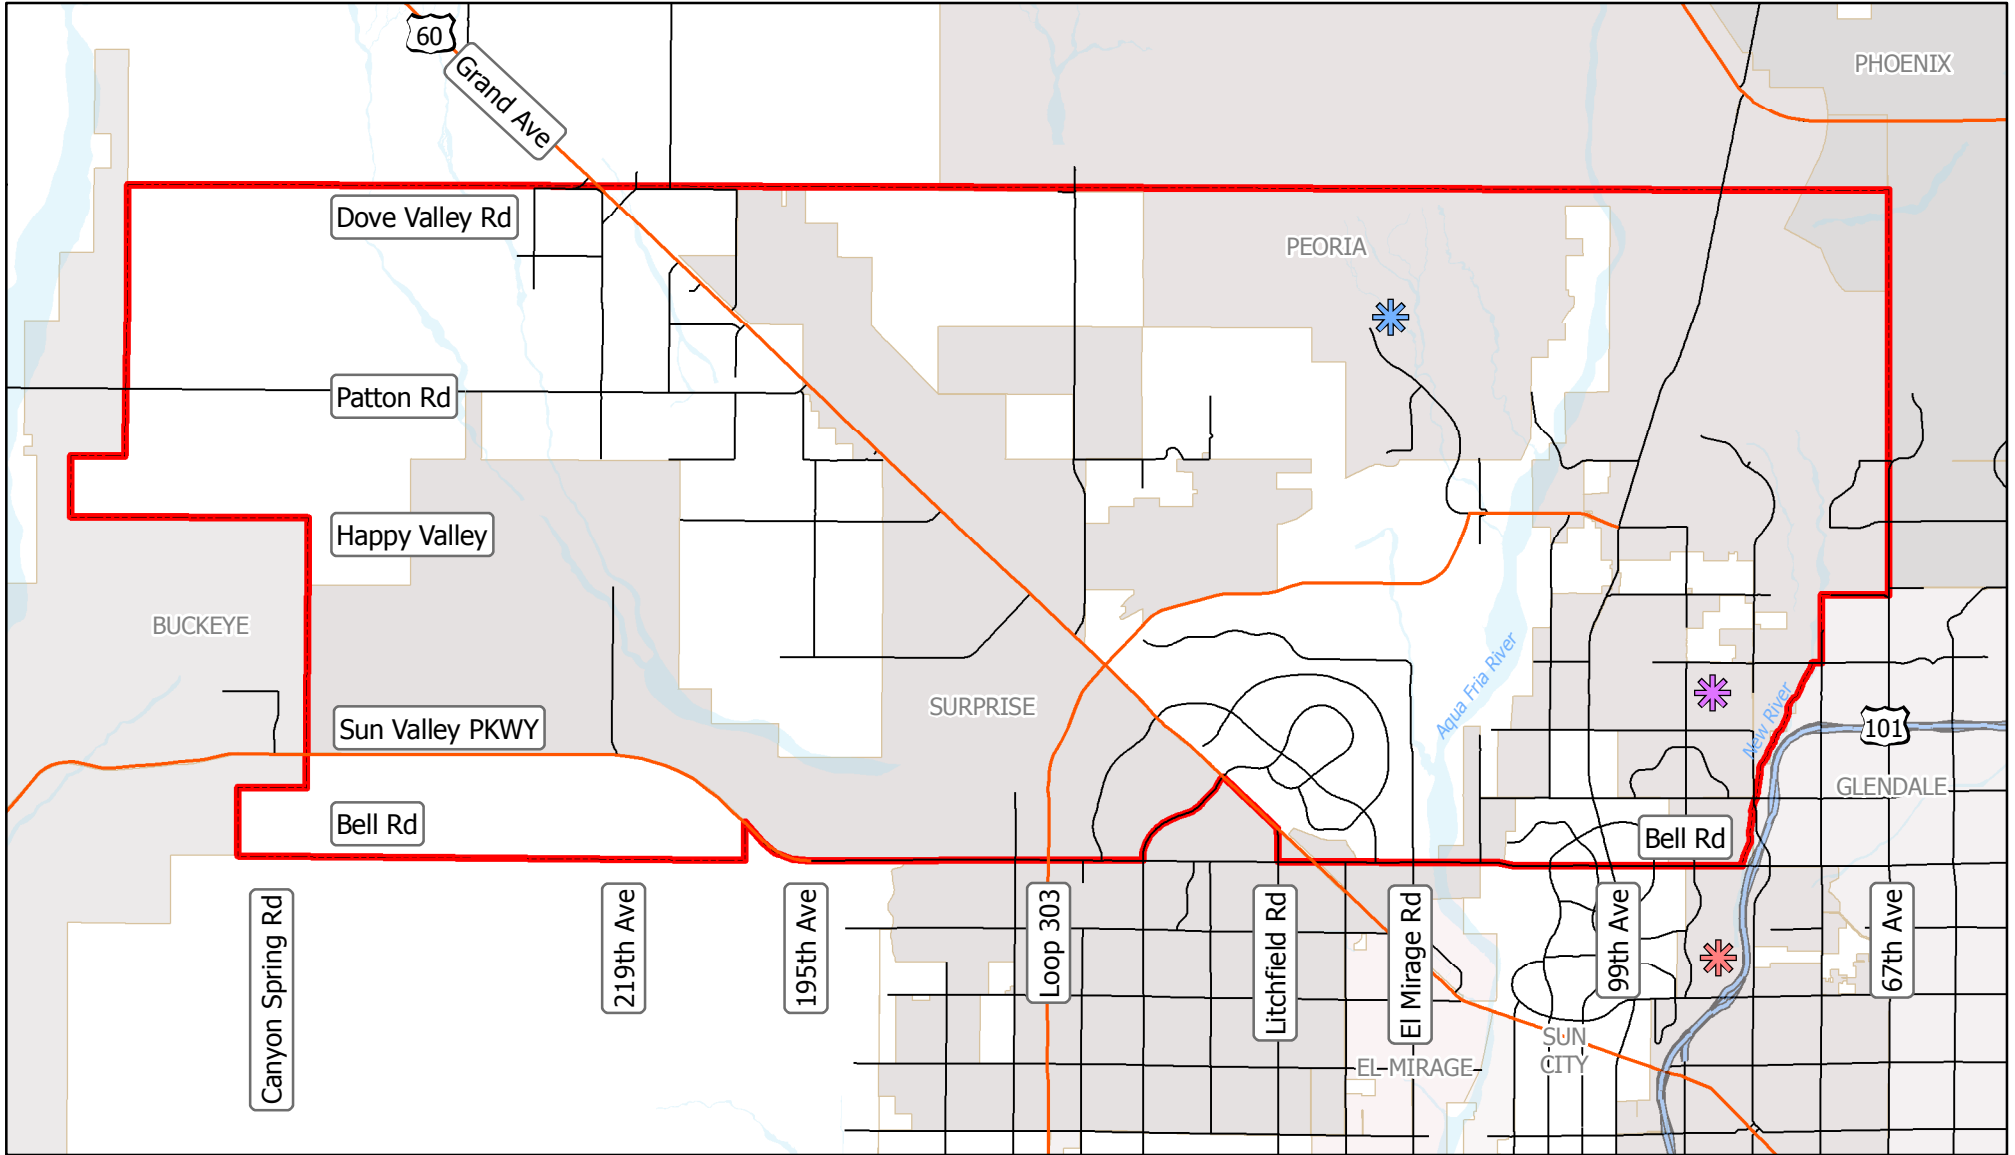 60
Grand Ave
PHOENIX
Dove Valley Rd
PEORIA
Patton Rd
Happy Valley
BUCKEYE
Sun Valley PKWY
SURPRISE
Aqua Fria River
New River
101
GLENDALE
Bell Rd
Bell Rd
Canyon Spring Rd
219th Ave
195th Ave
Loop 303
Litchfield Rd
El Mirage Rd
99th Ave
67th Ave
SUN
CITY
EL MIRAGE